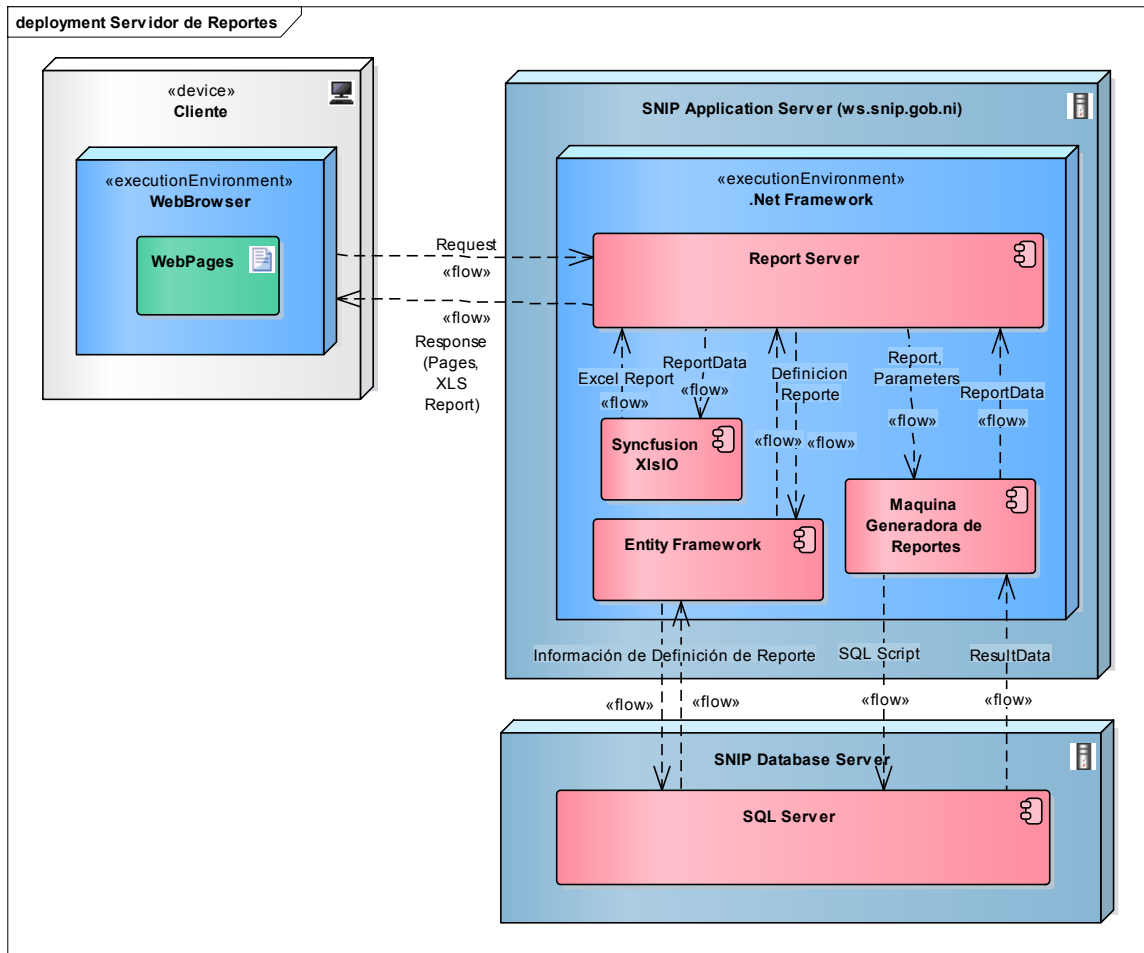 deployment Servidor de Reportes
«device»
Cliente
«executionEnvironment»
WebBrowser
WebPages
Request
«flow»
«flow»
Response
(Pages,
XLS
Report)
SNIP Application Server (ws.snip.gob.ni)
«executionEnvironment»
.Net Framework
Report Server
Excel Report
«flow»
ReportData
«flow»
Definicion
Reporte
«flow»
«flow»
Report,
Parameters
«flow»
ReportData
«flow»
Syncfusion
XlsIO
Entity Framework
Maquina
Generadora de
Reportes
Información de Definición de Reporte
«flow»
«flow»
SQL Script
«flow»
ResultData
«flow»
SNIP Database Server
SQL Server